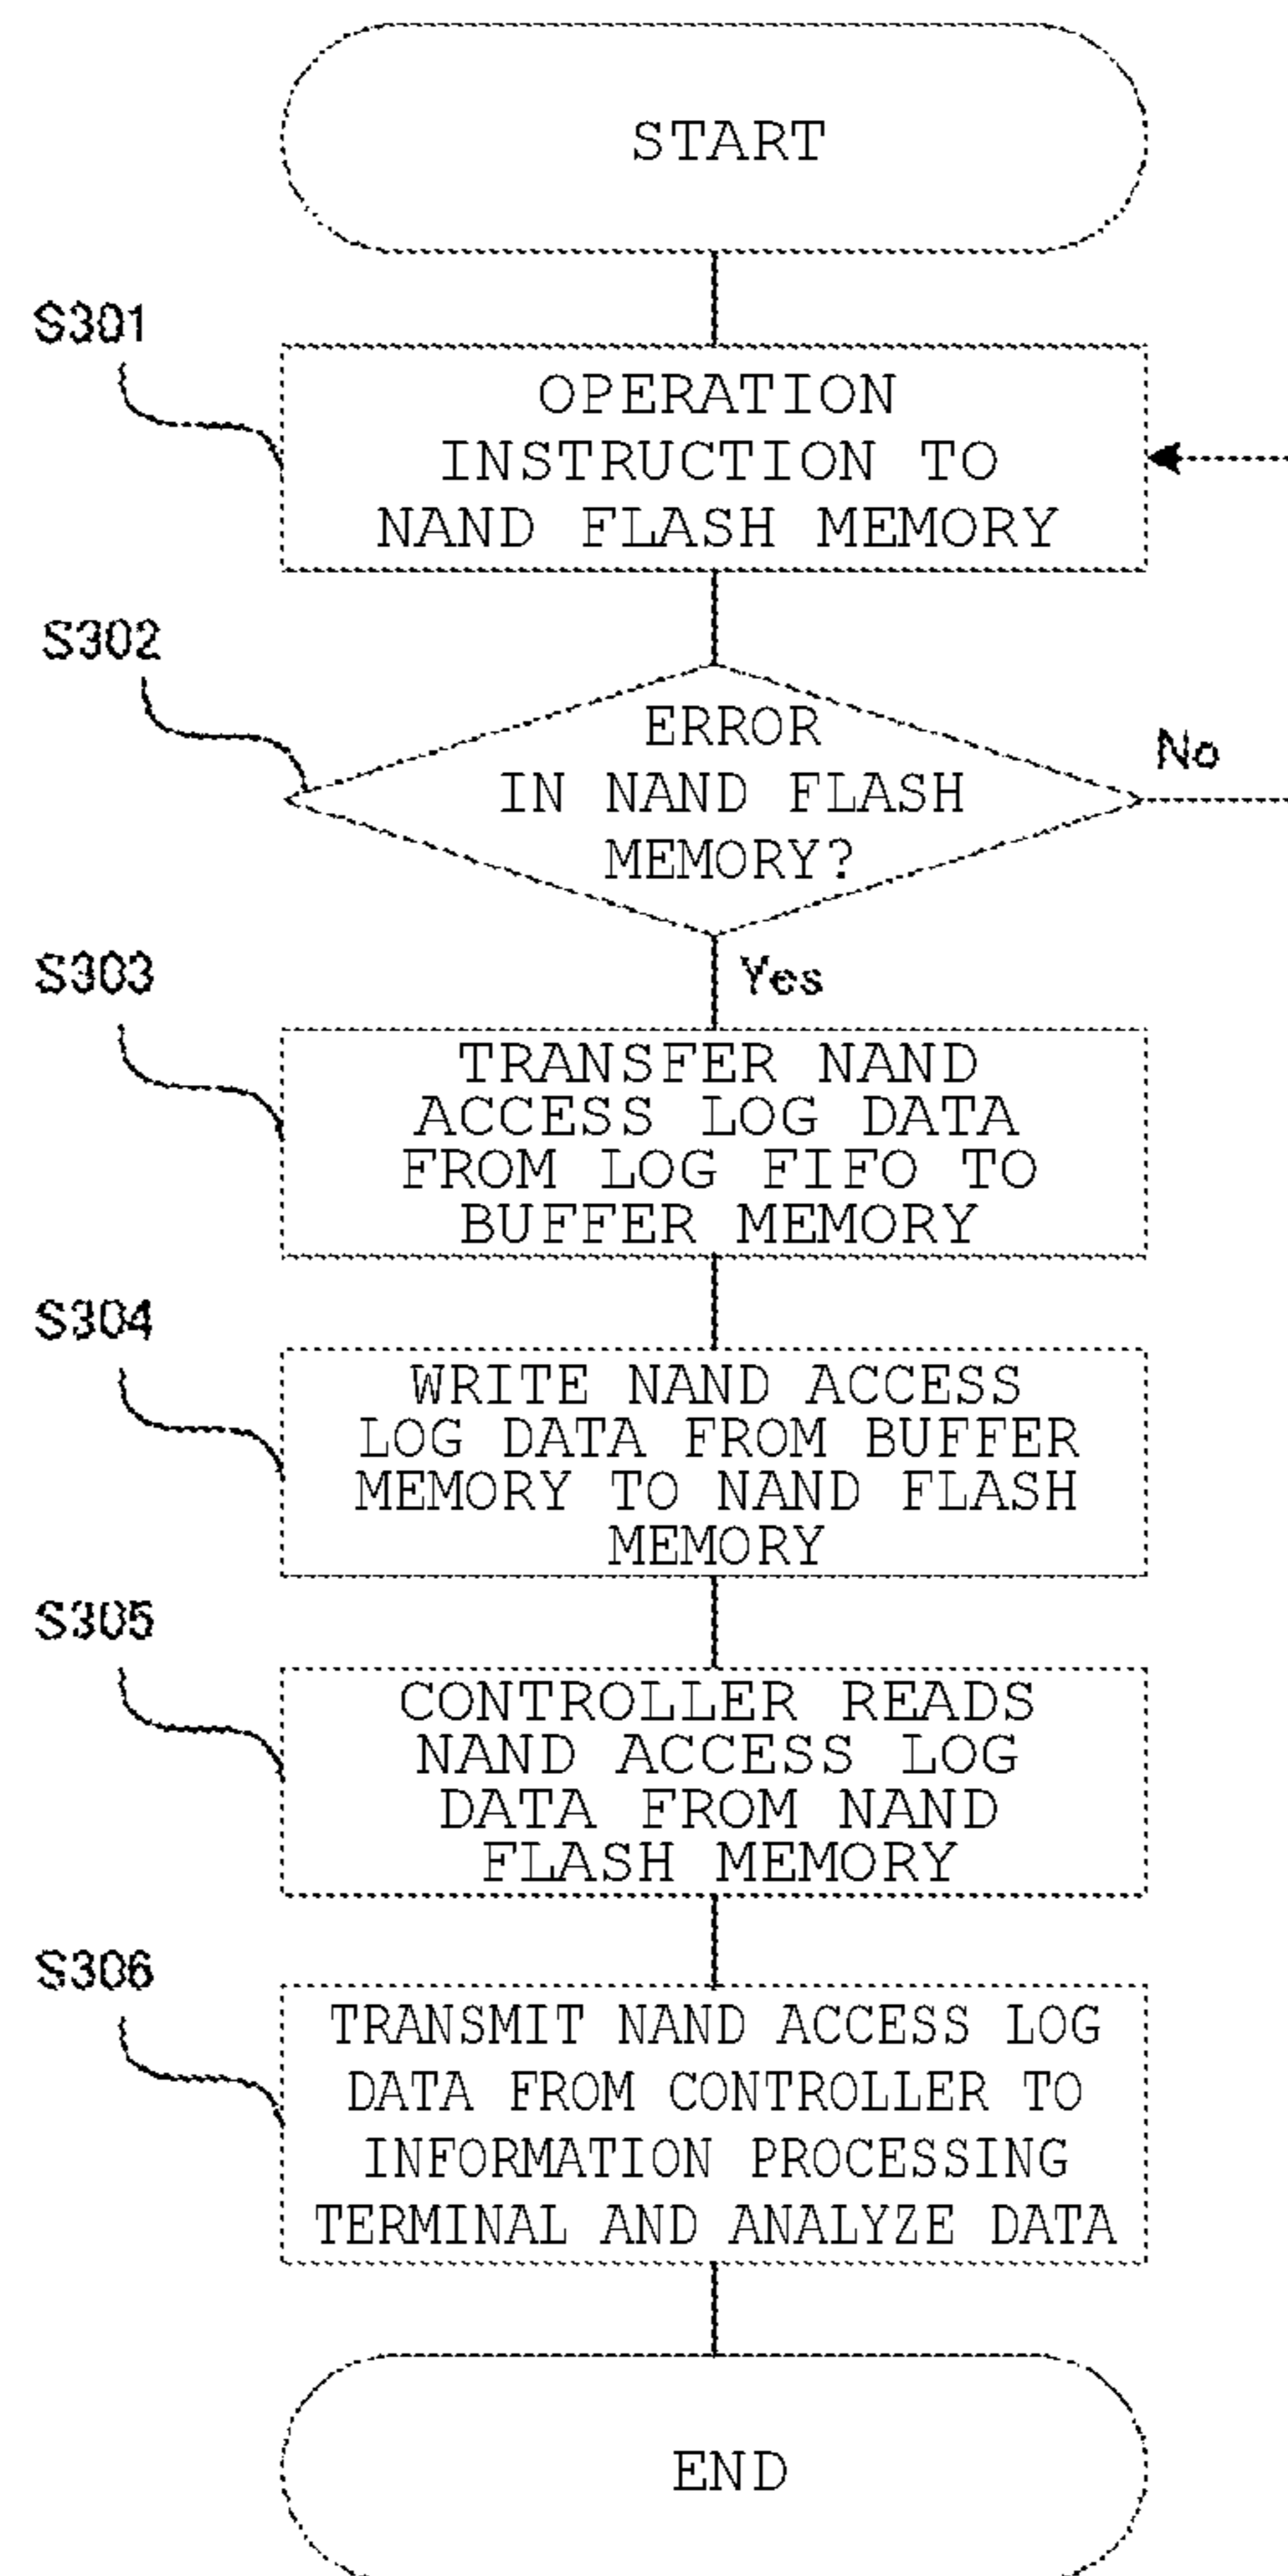 START
S301
OPERATION
INSTRUCTION TO
NAND FLASH MEMORY
S302
ERROR
IN NAND FLASH
MEMORY?
No
Yes
S303
TRANSFER NAND
ACCESS LOG DATA
FROM LOG FIFO TO
BUFFER MEMORY
S304
WRITE NAND ACCESS
LOG DATA FROM BUFFER
MEMORY TO NAND FLASH
MEMORY
S305
CONTROLLER READS
NAND ACCESS LOG
DATA FROM NAND
FLASH MEMORY
S306
TRANSMIT NAND ACCESS LOG
DATA FROM CONTROLLER TO
INFORMATION PROCESSING
TERMINAL AND ANALYZE DATA
END